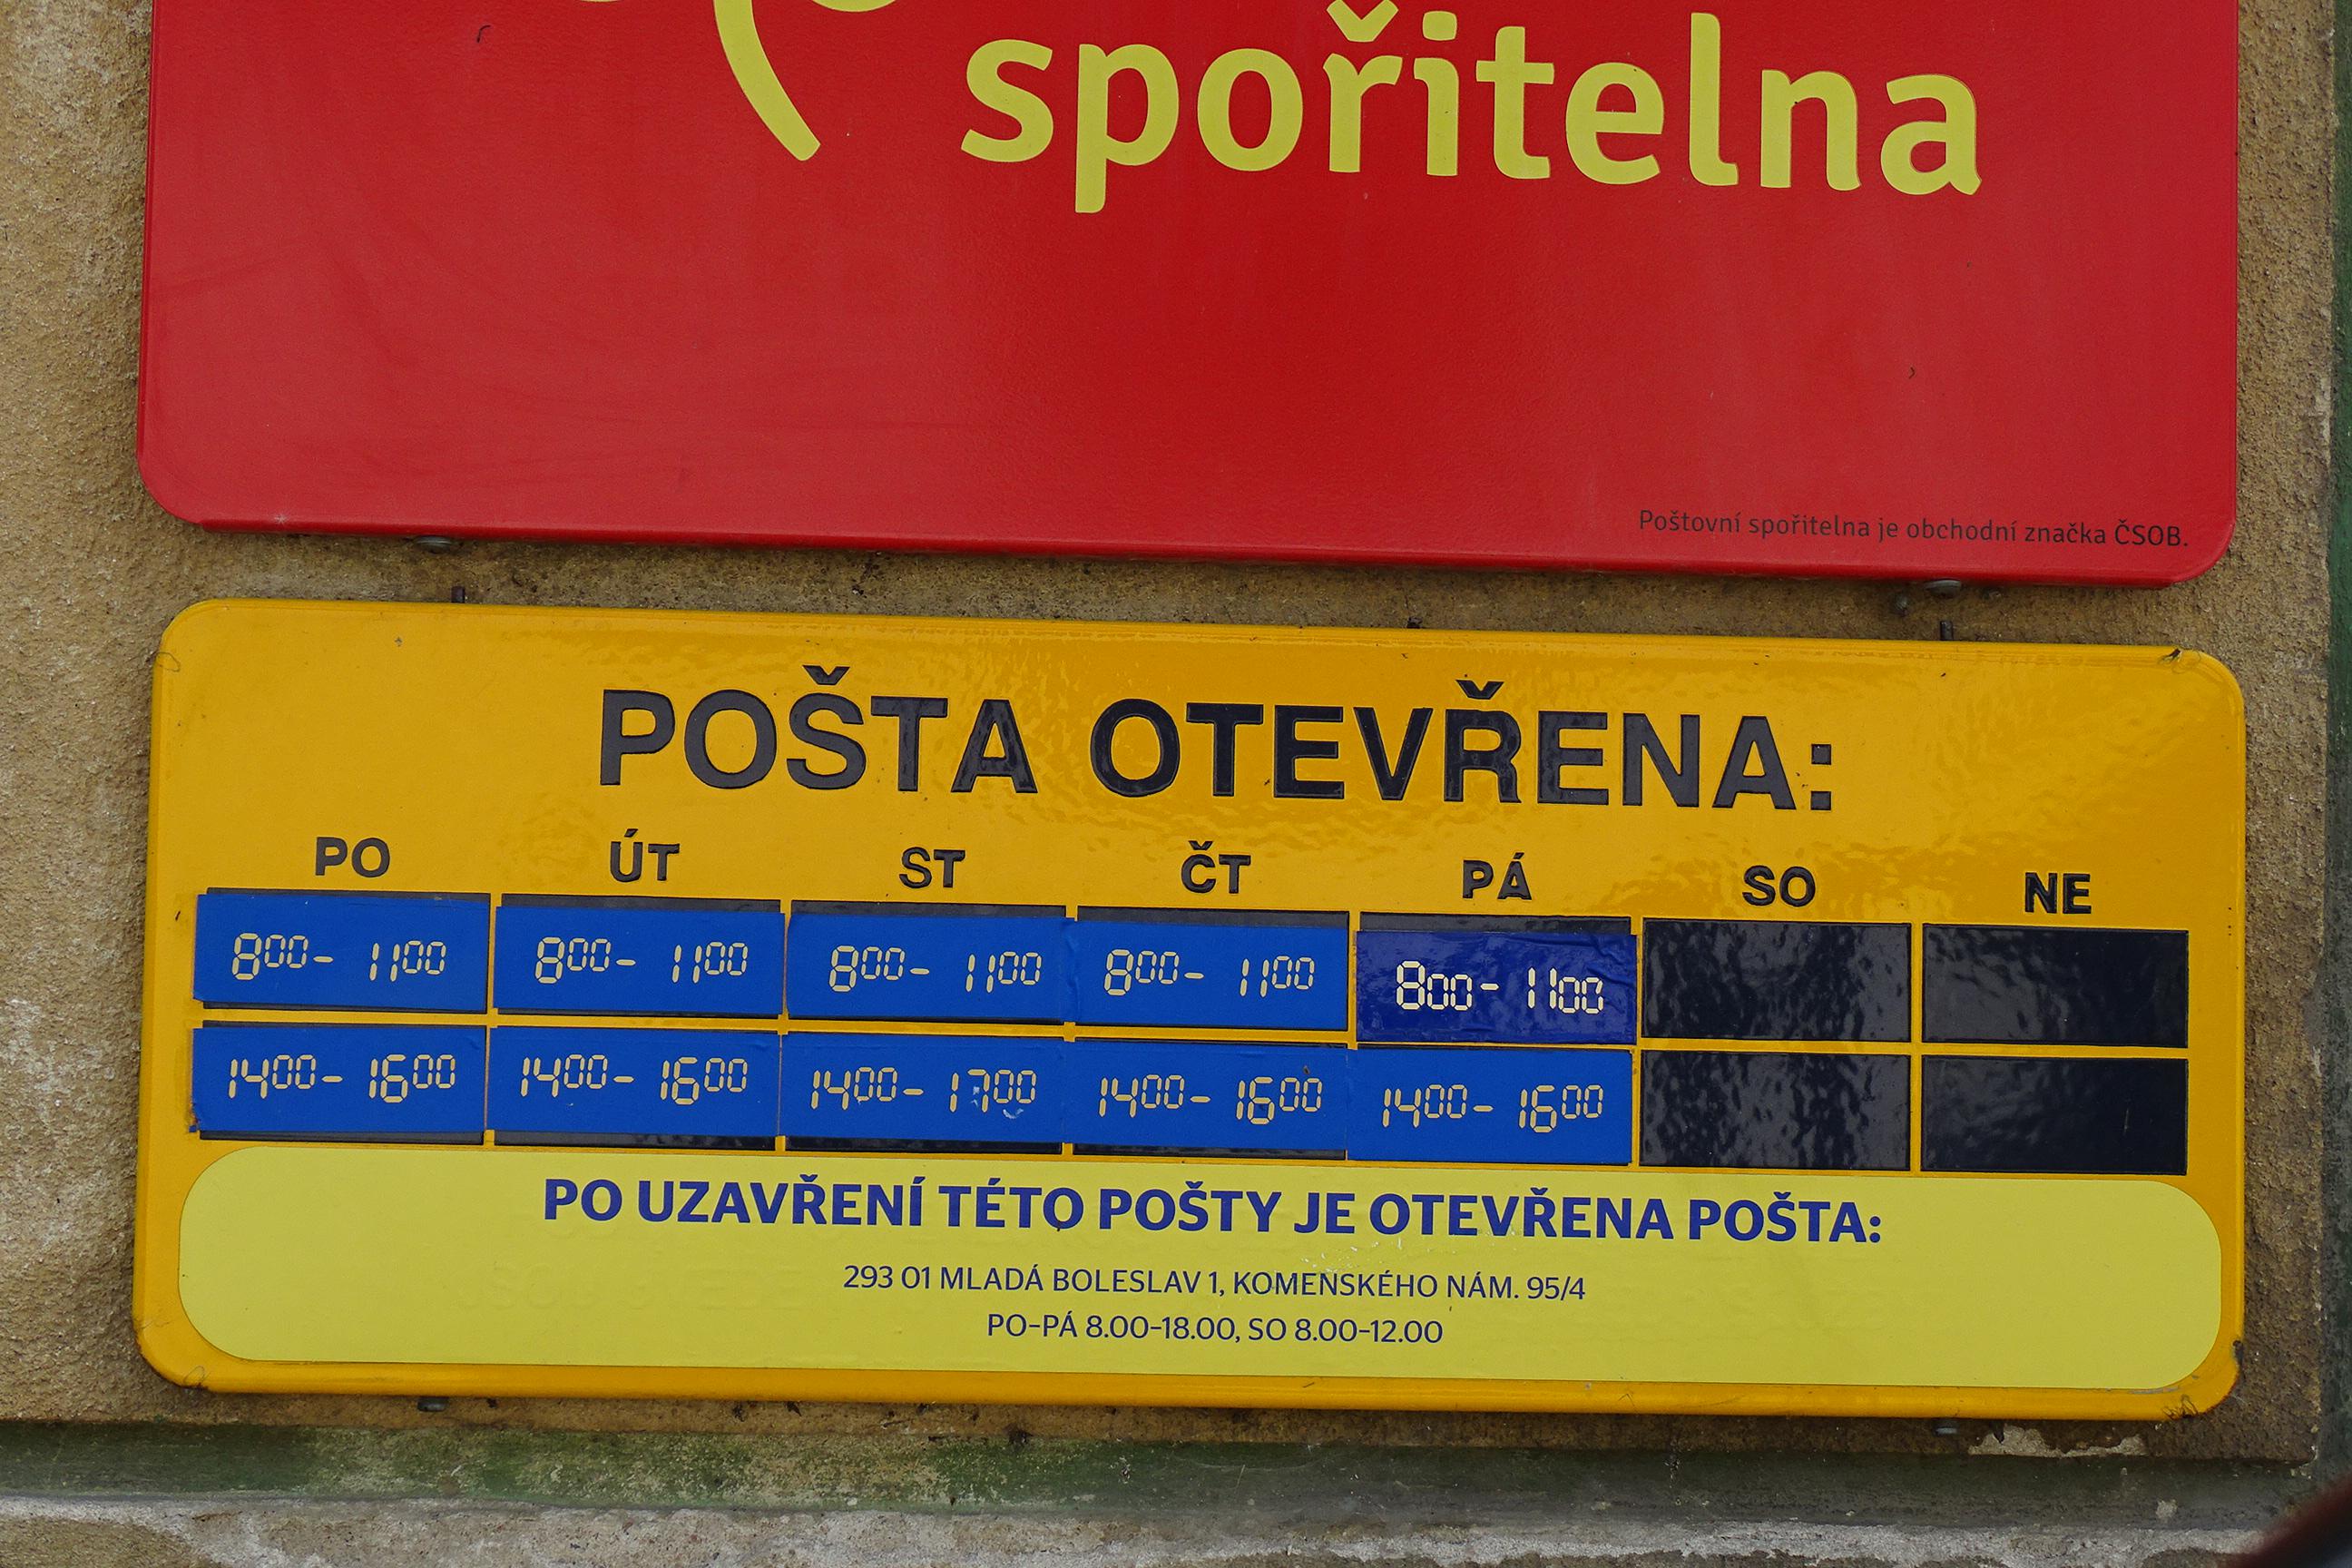 spořitelna
Poštovní spořitelna je obchodní značka ČSOB.
POŠTA OTEVŘENA:
PO ÚT ST ČT PÁ SO NE
8⁰⁰- 11⁰⁰ 8⁰⁰- 11⁰⁰ 8⁰⁰- 11⁰⁰ 8⁰⁰- 11⁰⁰ 8₀₀- 11₀₀
14⁰⁰- 16⁰⁰ 14⁰⁰- 16⁰⁰ 14⁰⁰- 17⁰⁰ 14⁰⁰- 16⁰⁰ 14⁰⁰- 16⁰⁰
PO UZAVŘENÍ TÉTO POŠTY JE OTEVŘENA POŠTA:
293 01 MLADÁ BOLESLAV 1, KOMENSKÉHO NÁM. 95/4
PO-PÁ 8.00-18.00, SO 8.00-12.00